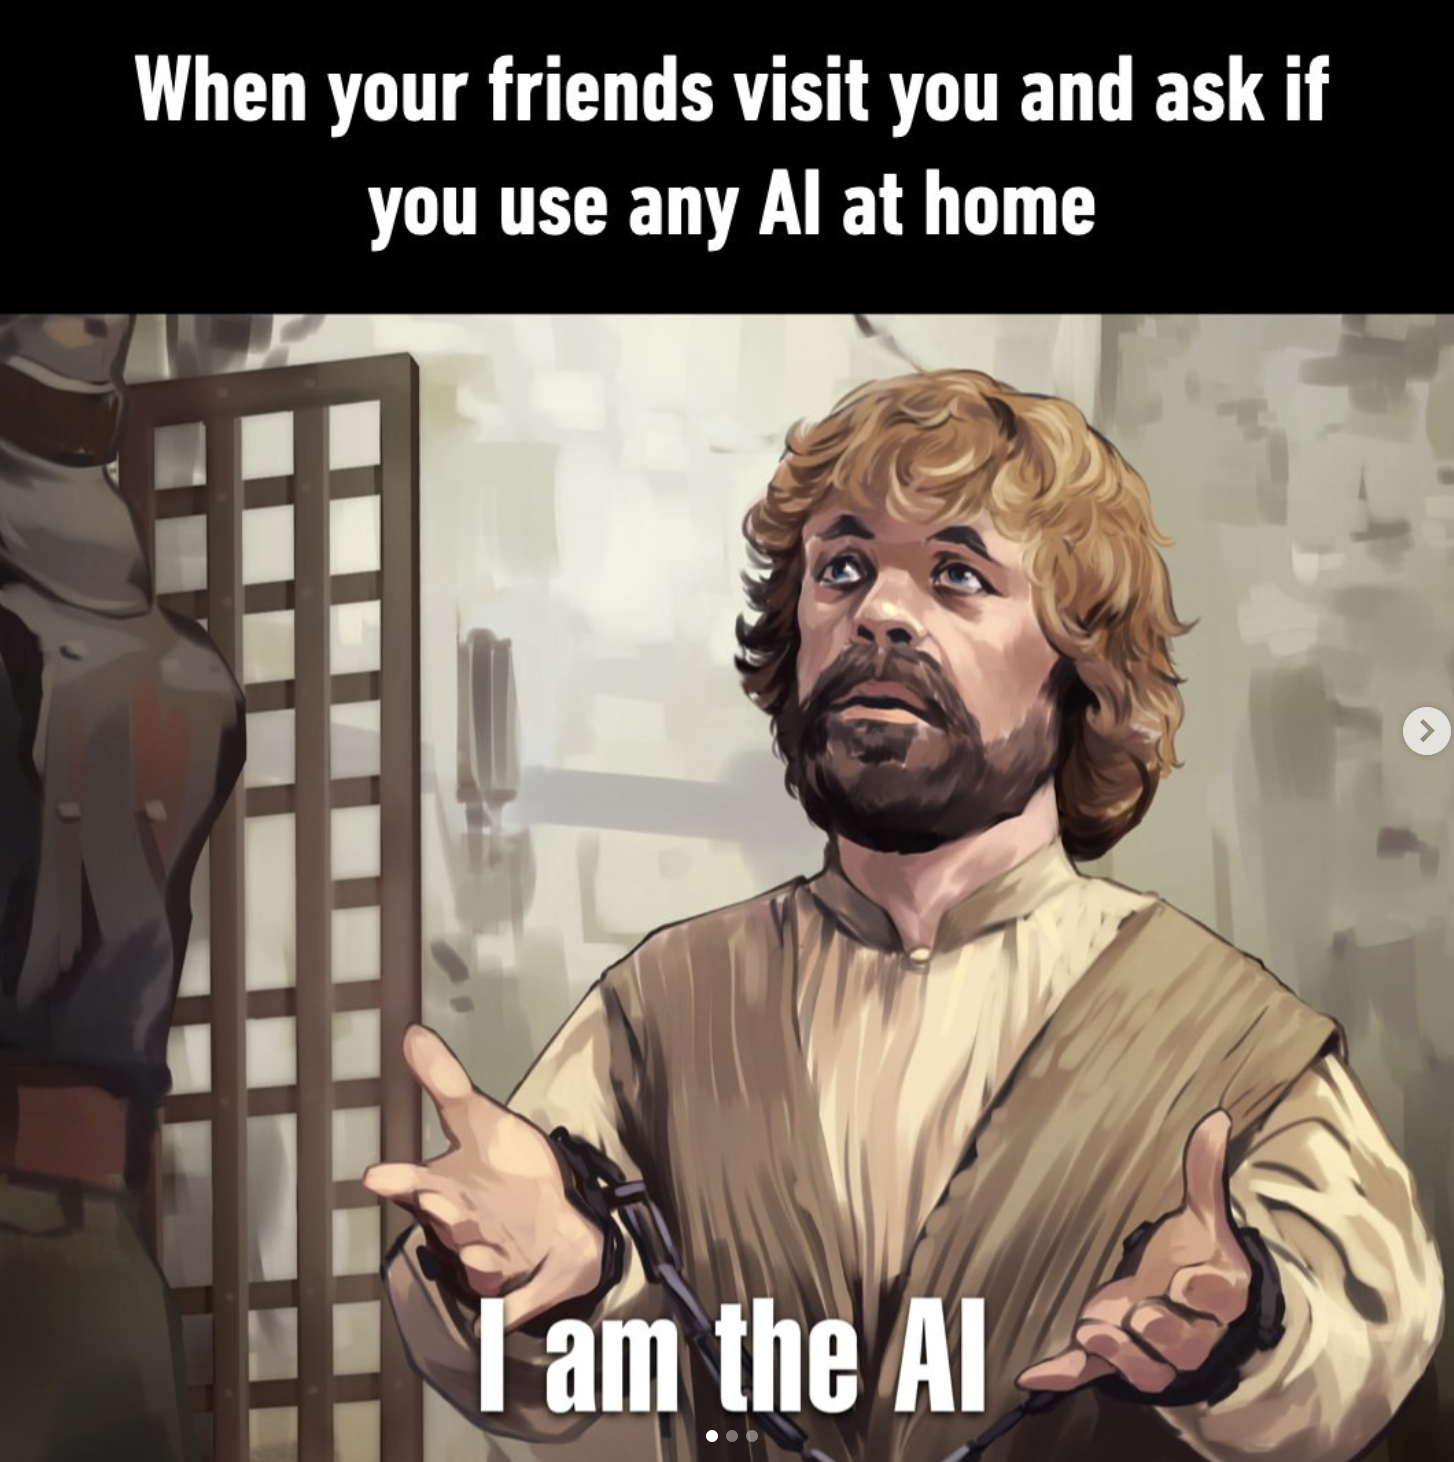 When your friends visit you and ask if
you use any AI at home
I am the AI